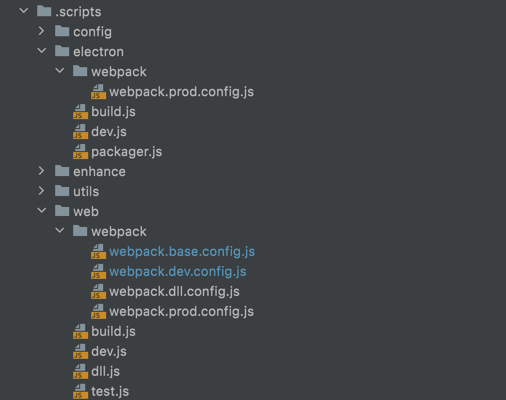 .scripts
config
electron
webpack
webpack.prod.config.js
build.js
dev.js
packager.js
enhance
utils
web
webpack
webpack.base.config.js
webpack.dev.config.js
webpack.dll.config.js
webpack.prod.config.js
build.js
dev.js
dll.js
test.js